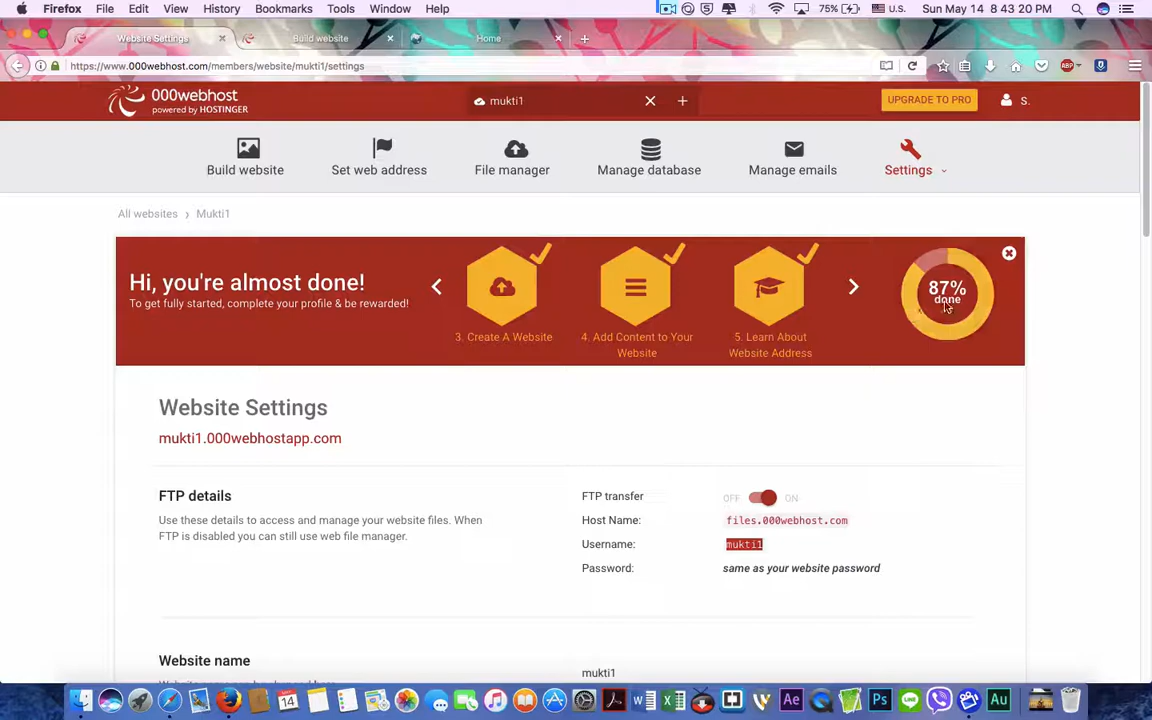 Firefox File Edit View History Bookmarks Tools Window Help 75% U.S. Sun May 14 8 43 20 PM
Website Settings Build website Home
https://www.000webhost.com/members/website/mukti1/settings ABP
000webhost
powered by HOSTINGER
mukti1
UPGRADE TO PRO
S.
Build website Set web address File manager Manage database Manage emails Settings
All websites › Mukti1
Hi, you're almost done!
To get fully started, complete your profile & be rewarded!
3. Create A Website
4. Add Content to Your
Website
5. Learn About
Website Address
87%
done
Website Settings
mukti1.000webhostapp.com
FTP details
Use these details to access and manage your website files. When
FTP is disabled you can still use web file manager.
FTP transfer OFF ON
Host Name: files.000webhost.com
Username: mukti1
Password: same as your website password
Website name
mukti1